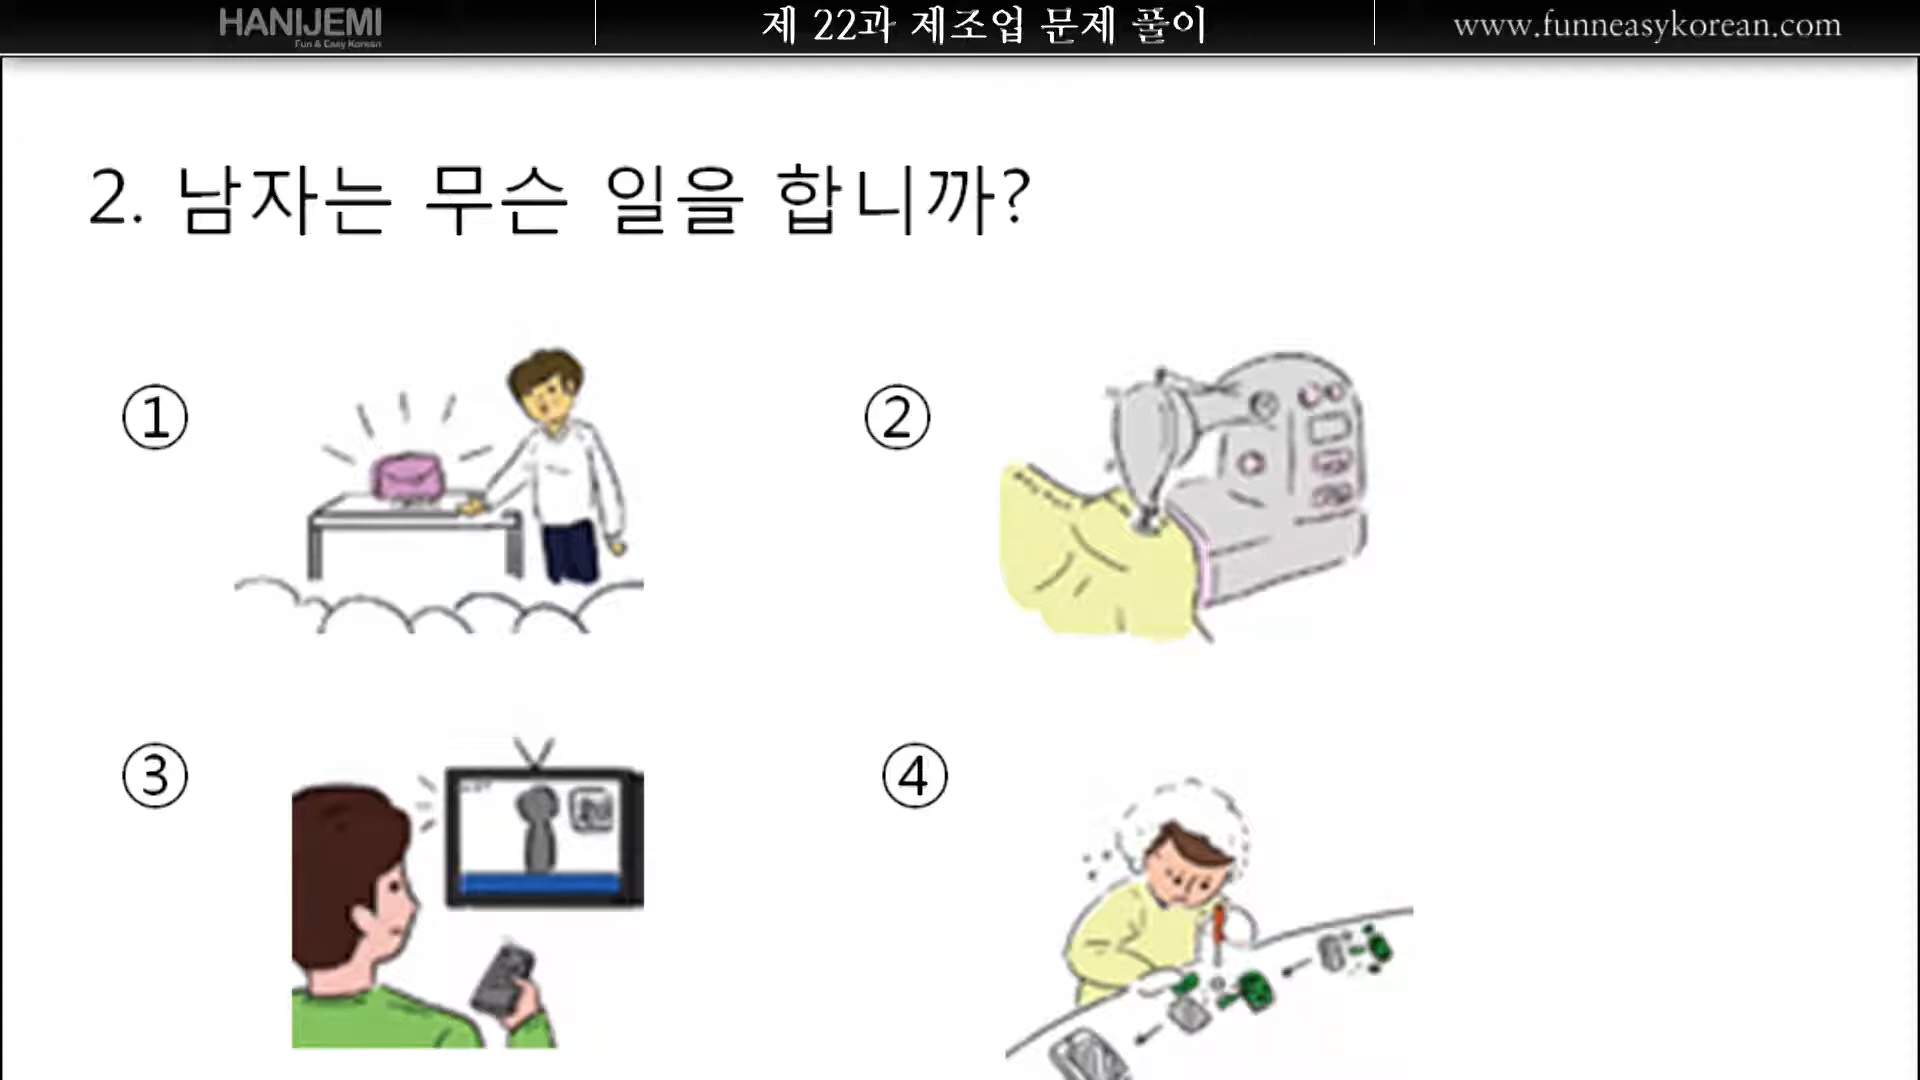 HANIJEMI
Fun & Easy Korean
제 22과 제조업 문제 풀이
www.funneasykorean.com
2. 남자는 무슨 일을 합니까?
①
②
③
④